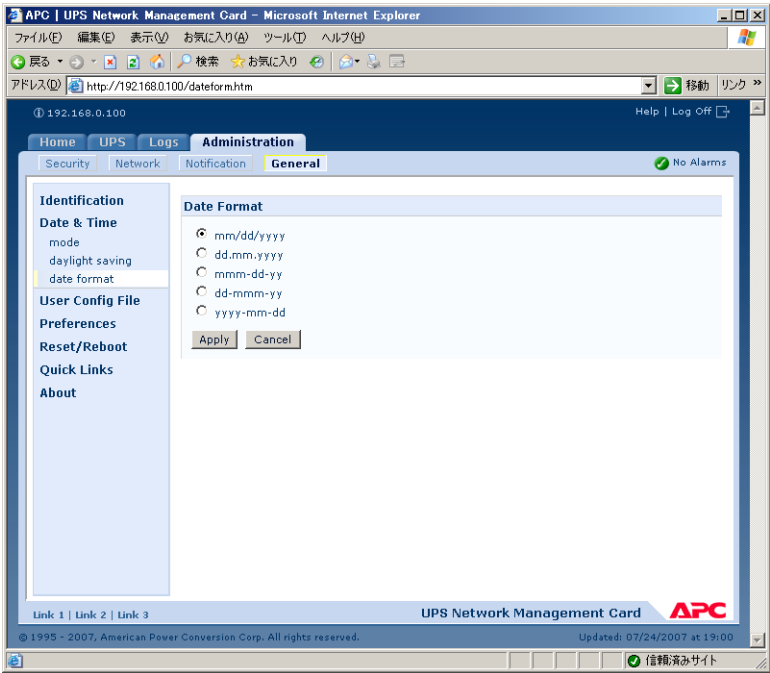 APC | UPS Network Management Card - Microsoft Internet Explorer
ファイル(F) 編集(E) 表示(V) お気に入り(A) ツール(T) ヘルプ(H)
戻る 検索 お気に入り
アドレス(D) http://192.168.0.100/dateform.htm 移動 リンク »
192.168.0.100 Help | Log Off
Home UPS Logs Administration
Security Network Notification General No Alarms
Identification
Date & Time
mode
daylight saving
date format
User Config File
Preferences
Reset/Reboot
Quick Links
About
Date Format
mm/dd/yyyy
dd.mm.yyyy
mmm-dd-yy
dd-mmm-yy
yyyy-mm-dd
Apply Cancel
Link 1 | Link 2 | Link 3 UPS Network Management Card APC
© 1995 - 2007, American Power Conversion Corp. All rights reserved. Updated: 07/24/2007 at 19:00
信頼済みサイト